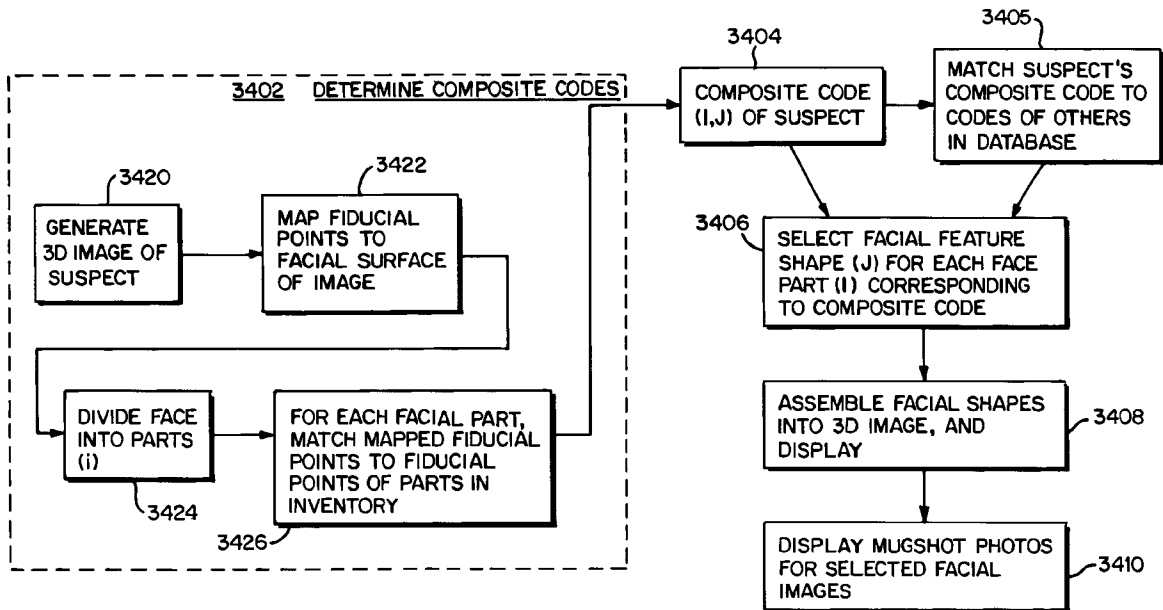 3402 DETERMINE COMPOSITE CODES
3420
GENERATE
3D IMAGE OF
SUSPECT
3422
MAP FIDUCIAL
POINTS TO
FACIAL SURFACE
OF IMAGE
DIVIDE FACE
INTO PARTS
(i)
3424
FOR EACH FACIAL PART,
MATCH MAPPED FIDUCIAL
POINTS TO FIDUCIAL
POINTS OF PARTS IN
INVENTORY
3426
3404
COMPOSITE CODE
(I,J) OF SUSPECT
3405
MATCH SUSPECT'S
COMPOSITE CODE TO
CODES OF OTHERS
IN DATABASE
3406
SELECT FACIAL FEATURE
SHAPE (J) FOR EACH FACE
PART (I) CORRESPONDING
TO COMPOSITE CODE
ASSEMBLE FACIAL SHAPES
INTO 3D IMAGE, AND
DISPLAY
3408
DISPLAY MUGSHOT PHOTOS
FOR SELECTED FACIAL
IMAGES
3410